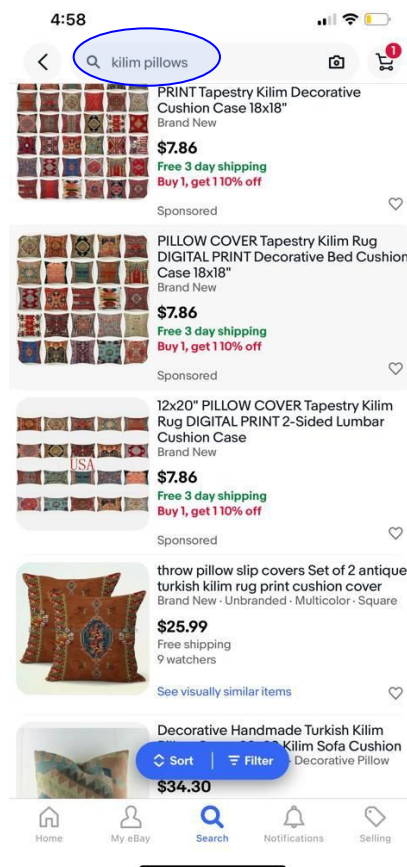 4:58
kilim pillows
1
PRINT Tapestry Kilim Decorative
Cushion Case 18x18"
Brand New
$7.86
Free 3 day shipping
Buy 1, get 1 10% off
Sponsored
PILLOW COVER Tapestry Kilim Rug
DIGITAL PRINT Decorative Bed Cushion
Case 18x18"
Brand New
$7.86
Free 3 day shipping
Buy 1, get 1 10% off
Sponsored
12x20" PILLOW COVER Tapestry Kilim
Rug DIGITAL PRINT 2-Sided Lumbar
Cushion Case
USA
Brand New
$7.86
Free 3 day shipping
Buy 1, get 1 10% off
Sponsored
throw pillow slip covers Set of 2 antique
turkish kilim rug print cushion cover
Brand New · Unbranded · Multicolor · Square
$25.99
Free shipping
9 watchers
See visually similar items
Decorative Handmade Turkish Kilim
Kilim Sofa Cushion
Sort
Filter
· Decorative Pillow
$34.30
Home
My eBay
Search
Notifications
Selling